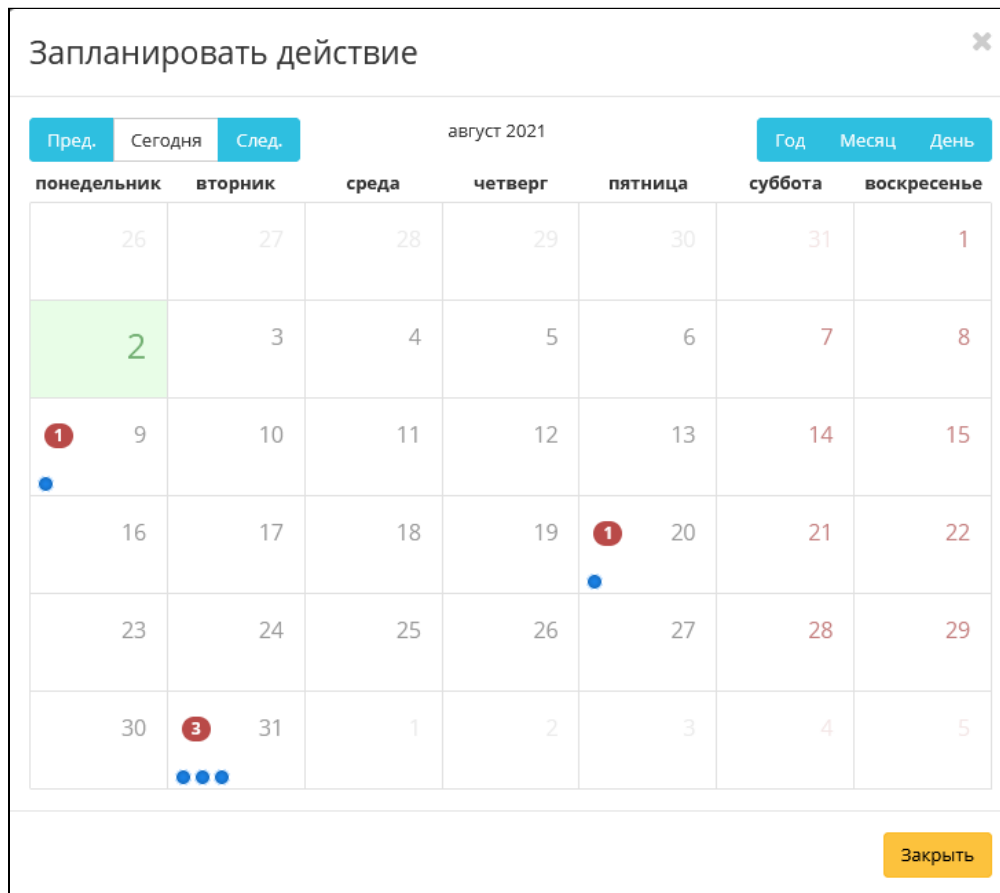 Запланировать действие ×
Пред. Сегодня След. август 2021 Год Месяц День
понедельник вторник среда четверг пятница суббота воскресенье
26 27 28 29 30 31 1
2 3 4 5 6 7 8
1 9 10 11 12 13 14 15
16 17 18 19 1 20 21 22
23 24 25 26 27 28 29
30 3 31 1 2 3 4 5
Закрыть